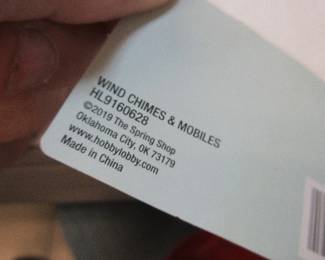 WIND CHIMES & MOBILES
HL9160628
©2019 The Spring Shop
Oklahoma City, OK 73179
www.hobbylobby.com
Made in China